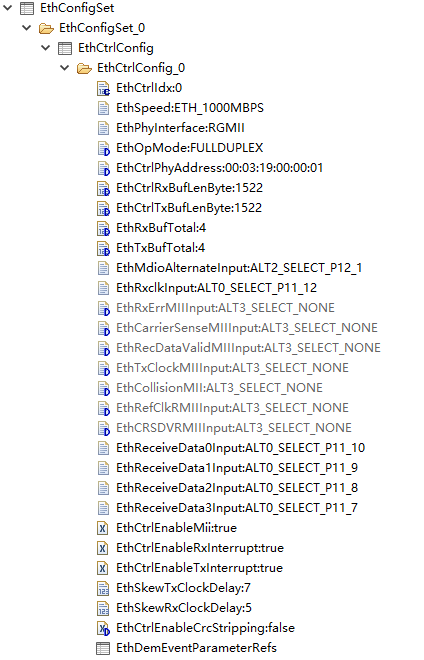 EthConfigSet
EthConfigSet_0
EthCtrlConfig
EthCtrlConfig_0
EthCtrlIdx:0
EthSpeed:ETH_1000MBPS
EthPhyInterface:RGMII
EthOpMode:FULLDUPLEX
EthCtrlPhyAddress:00:03:19:00:00:01
EthCtrlRxBufLenByte:1522
EthCtrlTxBufLenByte:1522
EthRxBufTotal:4
EthTxBufTotal:4
EthMdioAlternateInput:ALT2_SELECT_P12_1
EthRxclkInput:ALT0_SELECT_P11_12
EthRxErrMIIInput:ALT3_SELECT_NONE
EthCarrierSenseMIIInput:ALT3_SELECT_NONE
EthRecDataValidMIIInput:ALT3_SELECT_NONE
EthTxClockMIIInput:ALT3_SELECT_NONE
EthCollisionMII:ALT3_SELECT_NONE
EthRefClkRMIIInput:ALT3_SELECT_NONE
EthCRSDVRMIIInput:ALT3_SELECT_NONE
EthReceiveData0Input:ALT0_SELECT_P11_10
EthReceiveData1Input:ALT0_SELECT_P11_9
EthReceiveData2Input:ALT0_SELECT_P11_8
EthReceiveData3Input:ALT0_SELECT_P11_7
EthCtrlEnableMii:true
EthCtrlEnableRxInterrupt:true
EthCtrlEnableTxInterrupt:true
EthSkewTxClockDelay:7
EthSkewRxClockDelay:5
EthCtrlEnableCrcStripping:false
EthDemEventParameterRefs